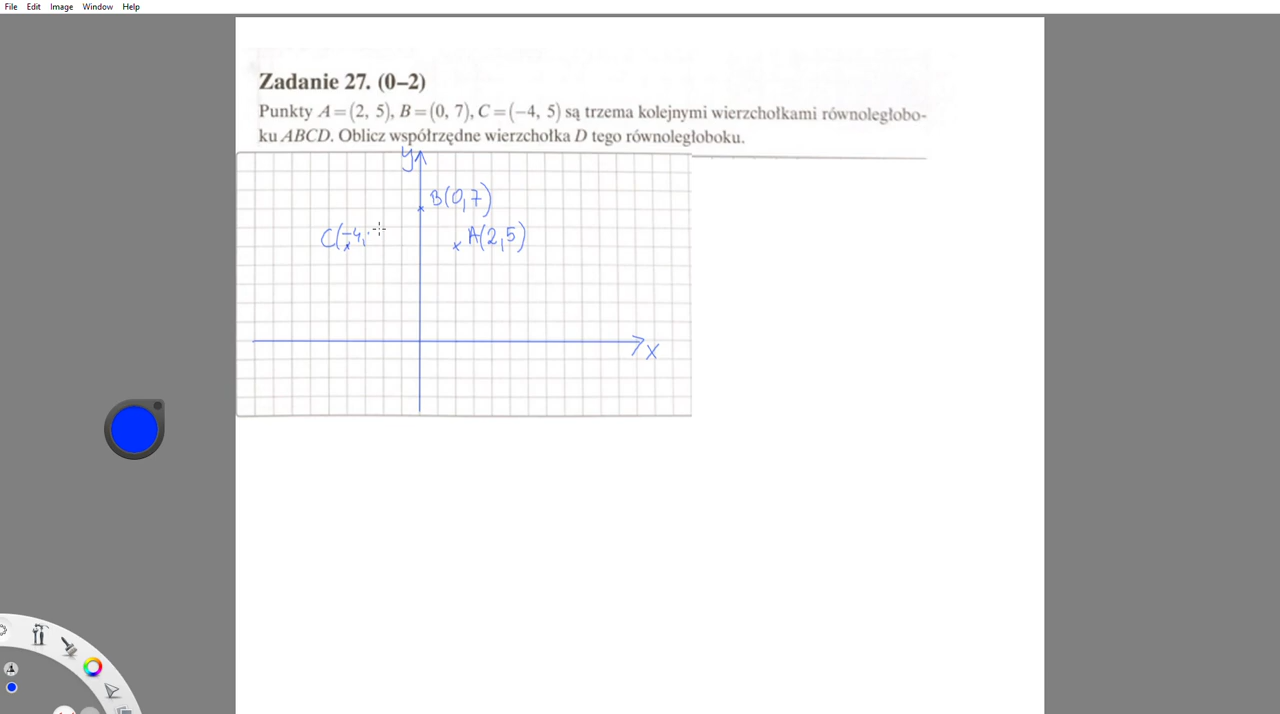 File Edit Image Window Help
Zadanie 27. (0–2)
Punkty A=(2, 5), B=(0, 7), C=(−4, 5) są trzema kolejnymi wierzchołkami równoległobo-
ku ABCD. Oblicz współrzędne wierzchołka D tego równoległoboku.
y
B(0,7)
C(-4,
A(2,5)
x